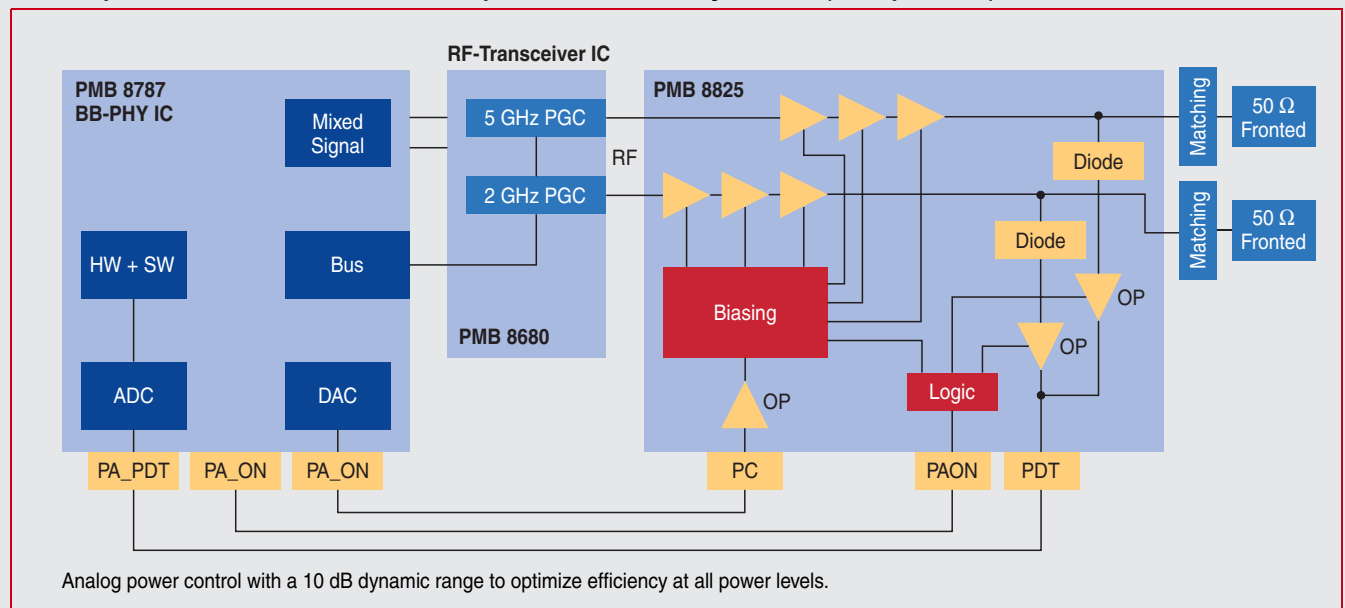 RF-Transceiver IC
PMB 8787
BB-PHY IC
Mixed
Signal
5 GHz PGC
RF
2 GHz PGC
PMB 8825
Matching
50 Ω
Fronted
Diode
Matching
50 Ω
Fronted
Diode
HW + SW
Bus
Biasing
OP
OP
PMB 8680
ADC
DAC
OP
Logic
PA_PDT
PA_ON
PA_ON
PC
PAON
PDT
Analog power control with a 10 dB dynamic range to optimize efficiency at all power levels.